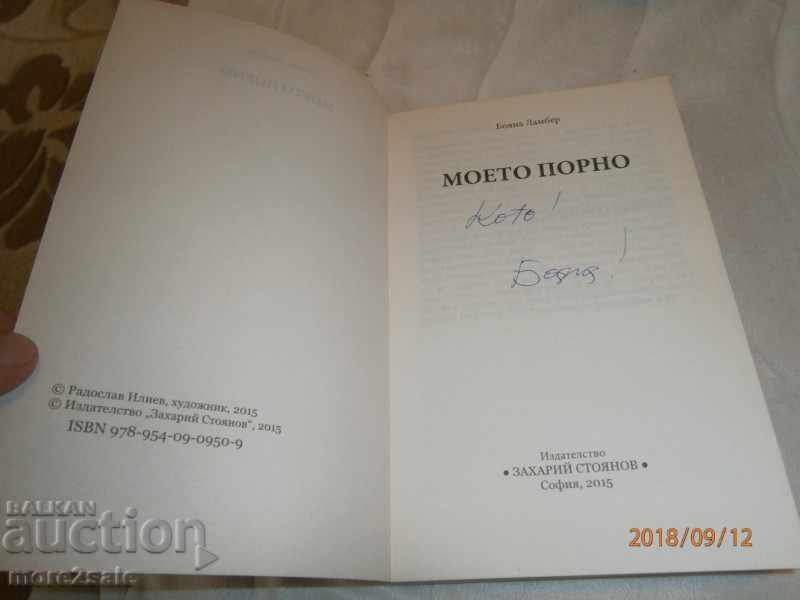 © Радослав Илиев, художник, 2015
© Издателство „Захарий Стоянов“, 2015
ISBN 978-954-09-0950-9
Бояна Ламбер
МОЕТО ПОРНО
Кото!
Бояна!
Издателство
• ЗАХАРИЙ СТОЯНОВ •
София, 2015
2018/09/12
BALKAN
auction
more2sale